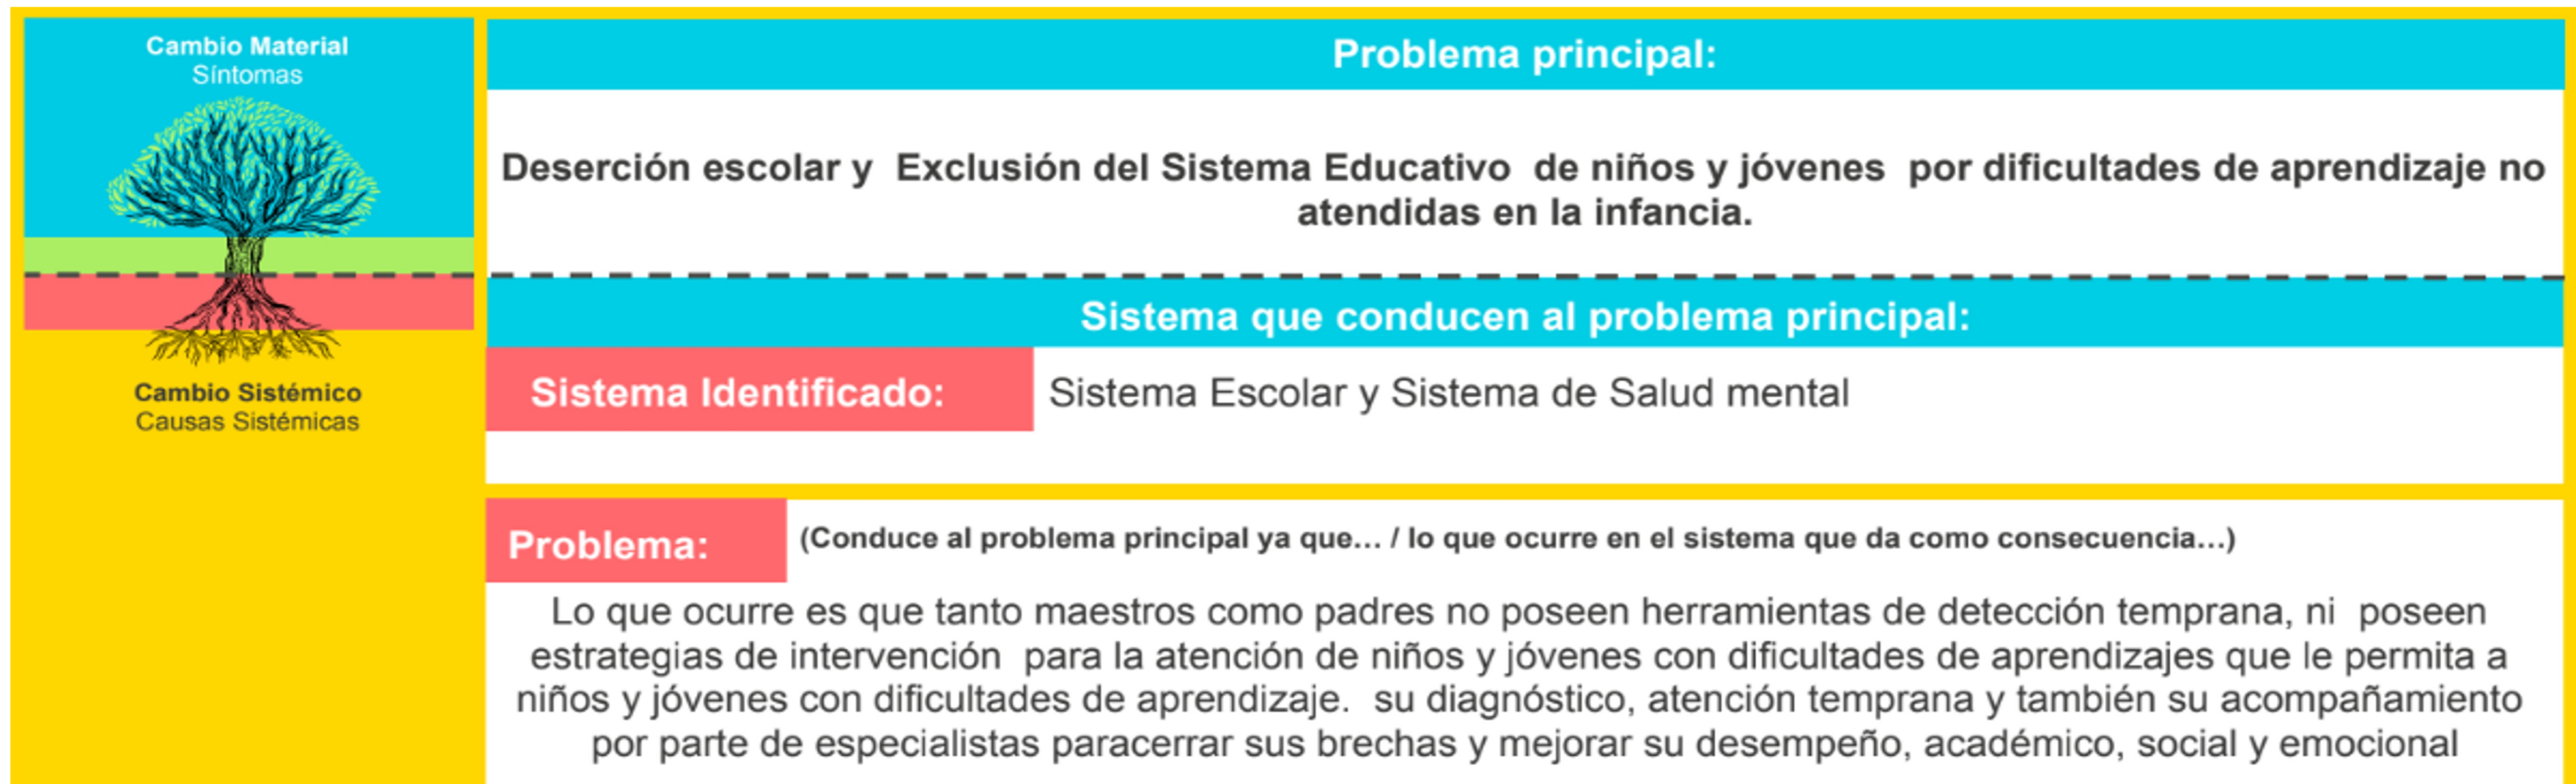 Cambio Material
Síntomas
Cambio Sistémico
Causas Sistémicas
Problema principal:
Deserción escolar y Exclusión del Sistema Educativo de niños y jóvenes por dificultades de aprendizaje no
atendidas en la infancia.
Sistema que conducen al problema principal:
Sistema Identificado:
Sistema Escolar y Sistema de Salud mental
Problema:
(Conduce al problema principal ya que… / lo que ocurre en el sistema que da como consecuencia…)
Lo que ocurre es que tanto maestros como padres no poseen herramientas de detección temprana, ni poseen
estrategias de intervención para la atención de niños y jóvenes con dificultades de aprendizajes que le permita a
niños y jóvenes con dificultades de aprendizaje. su diagnóstico, atención temprana y también su acompañamiento
por parte de especialistas paracerrar sus brechas y mejorar su desempeño, académico, social y emocional